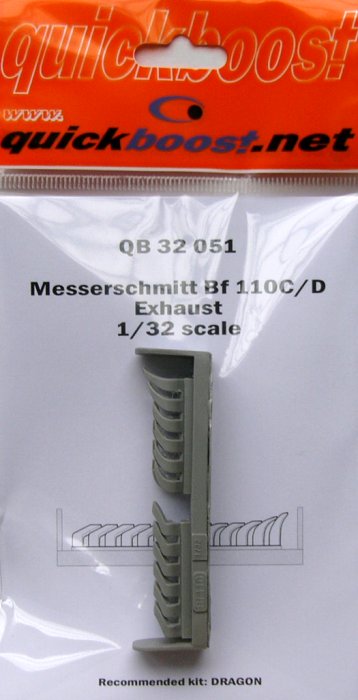 quickboost
www.
quickboost.net
QB 32 051
Messerschmitt Bf 110C/D
Exhaust
1/32 scale
Recommended kit: DRAGON